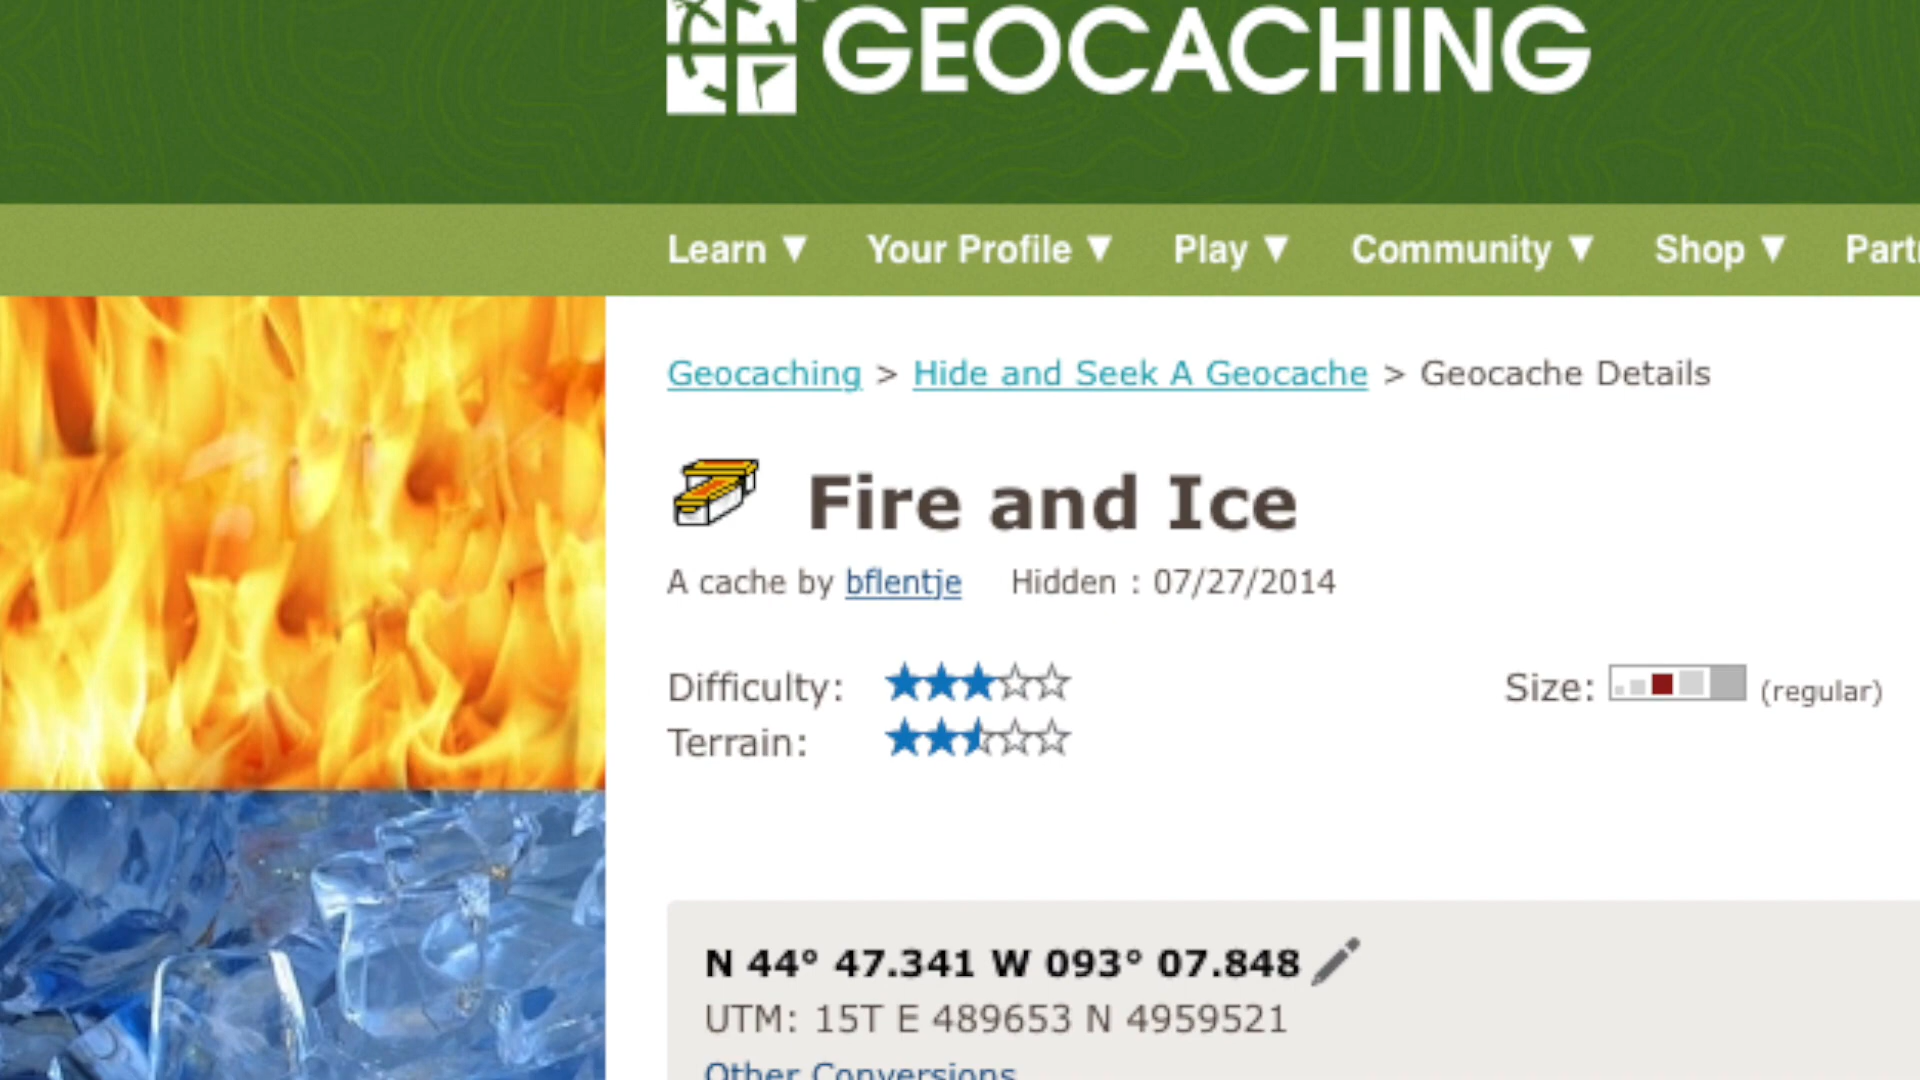 GEOCACHING
Learn ▼ Your Profile ▼ Play ▼ Community ▼ Shop ▼
Geocaching > Hide and Seek A Geocache > Geocache Details
Fire and Ice
A cache by bflentje Hidden : 07/27/2014
Difficulty: Size: (regular)
Terrain:
N 44° 47.341 W 093° 07.848
UTM: 15T E 489653 N 4959521
Other Conversions